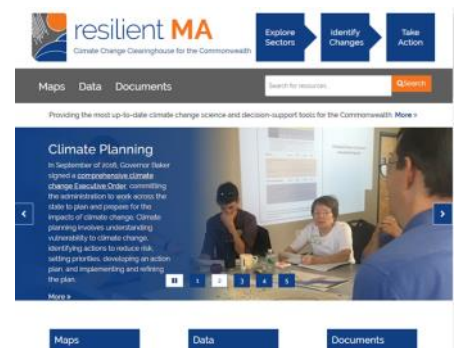 resilient MA
Climate Change Clearinghouse for the Commonwealth
Explore
Sectors
Identify
Changes
Take
Action
Maps Data Documents
Search for resources...
Search
Providing the most up-to-date climate change science and decision-support tools for the Commonwealth. More »
Climate Planning
In September of 2016, Governor Baker
signed a comprehensive climate
change Executive Order, committing
the administration to work across the
state to plan and prepare for the
impacts of climate change. Climate
planning involves understanding
vulnerability to climate change,
identifying actions to reduce risk,
setting priorities, developing an action
plan, and implementing and refining
the plan.
More »
1 2 3 4 5
Maps
Data
Documents